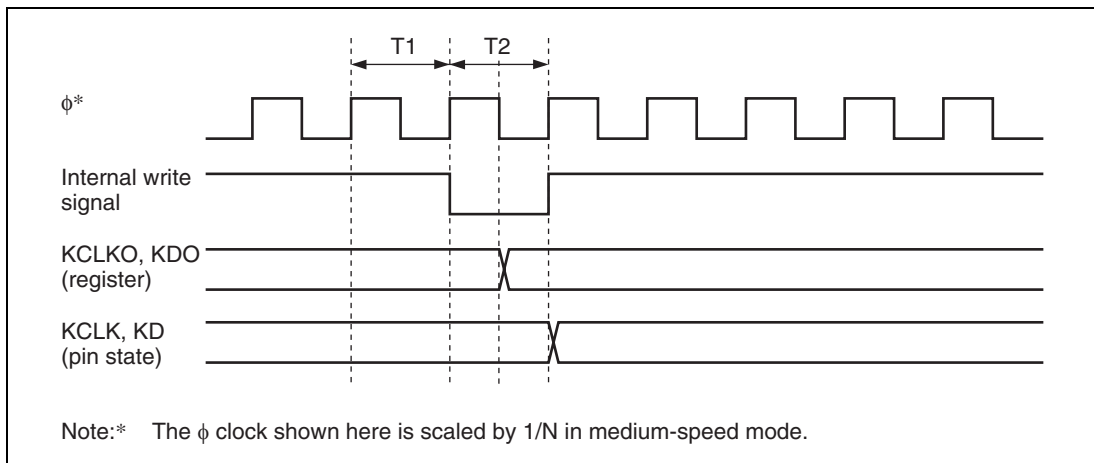 T1 T2
ϕ*
Internal write
signal
KCLKO, KDO
(register)
KCLK, KD
(pin state)
Note:* The ϕ clock shown here is scaled by 1/N in medium-speed mode.